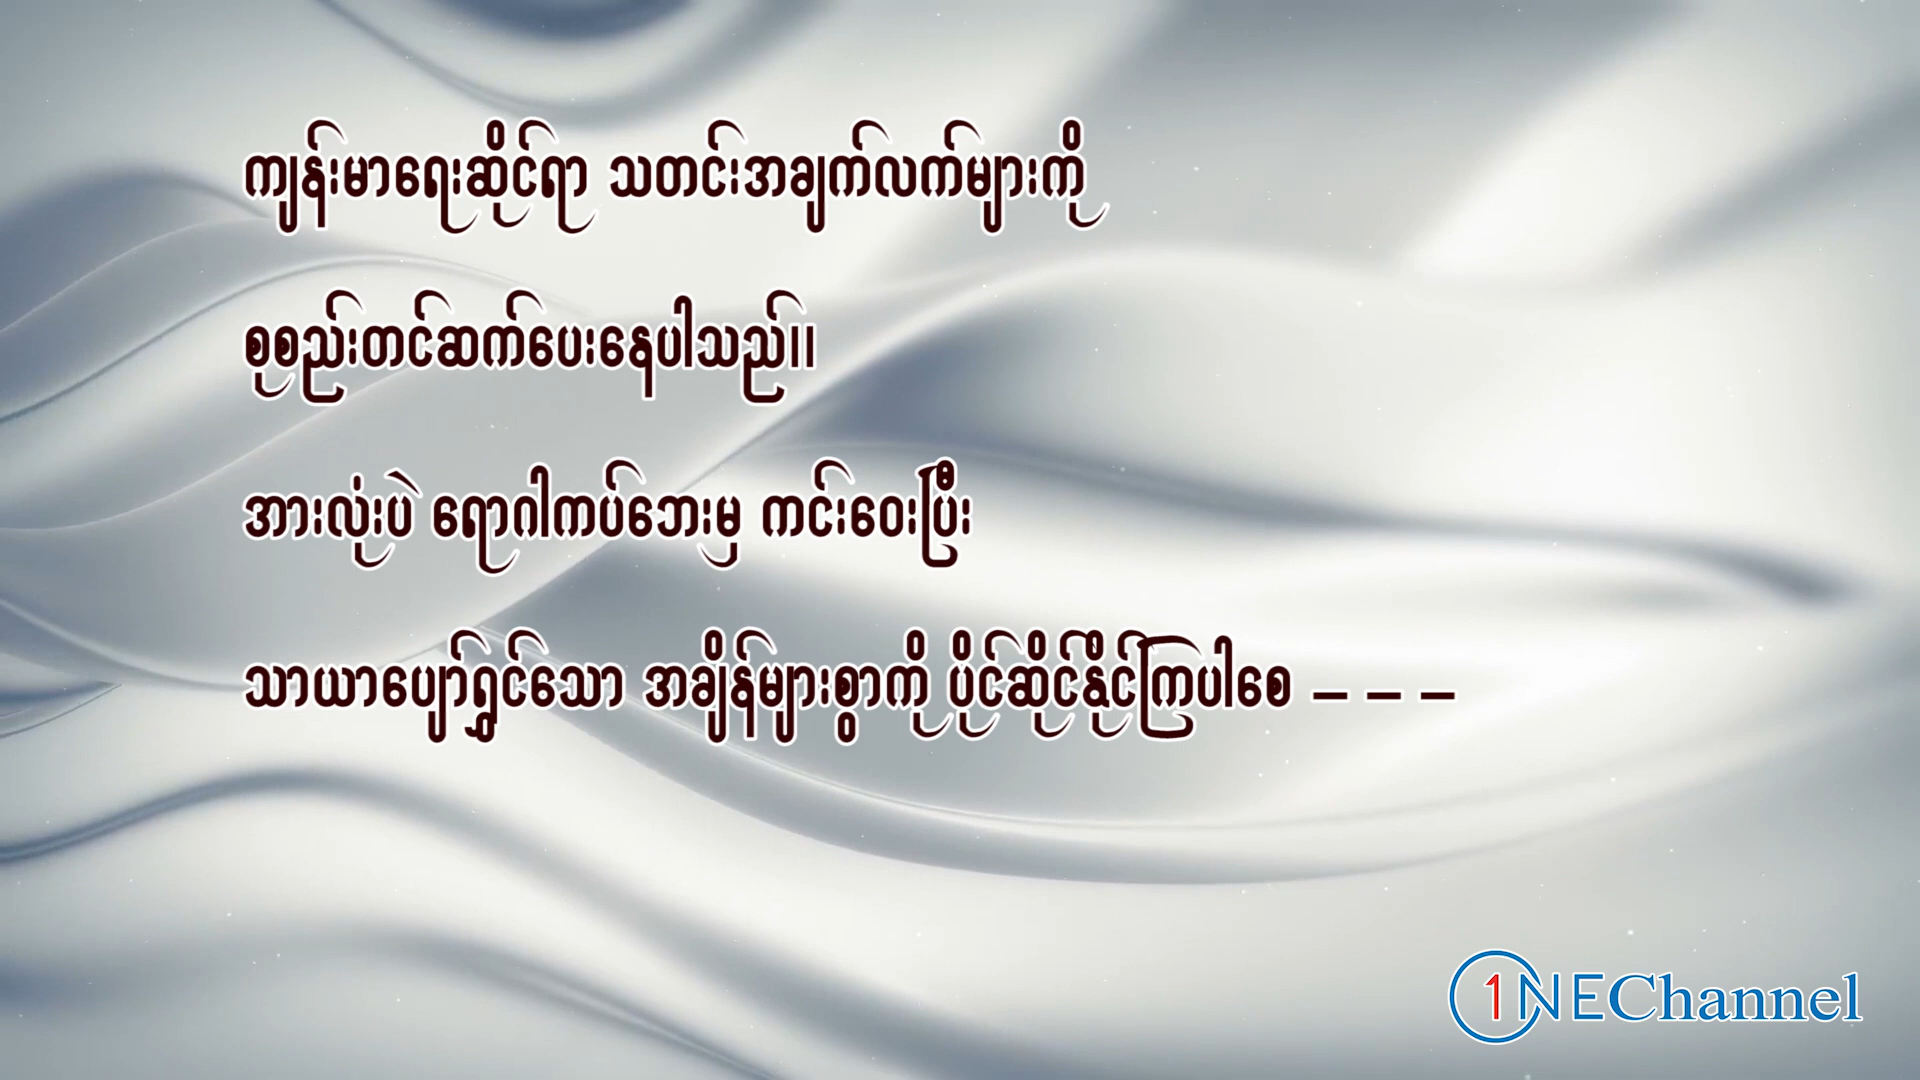 ကျန်းမာရေးဆိုင်ရာ သတင်းအချက်လက်များကို
စုစည်းတင်ဆက်ပေးနေပါသည်။
အားလုံးပဲ ရောဂါကပ်ဘေးမှ ကင်းဝေးပြီး
သာယာပျော်ရွှင်သော အချိန်များစွာကို ပိုင်ဆိုင်နိုင်ကြပါစေ – – –
1NEChannel